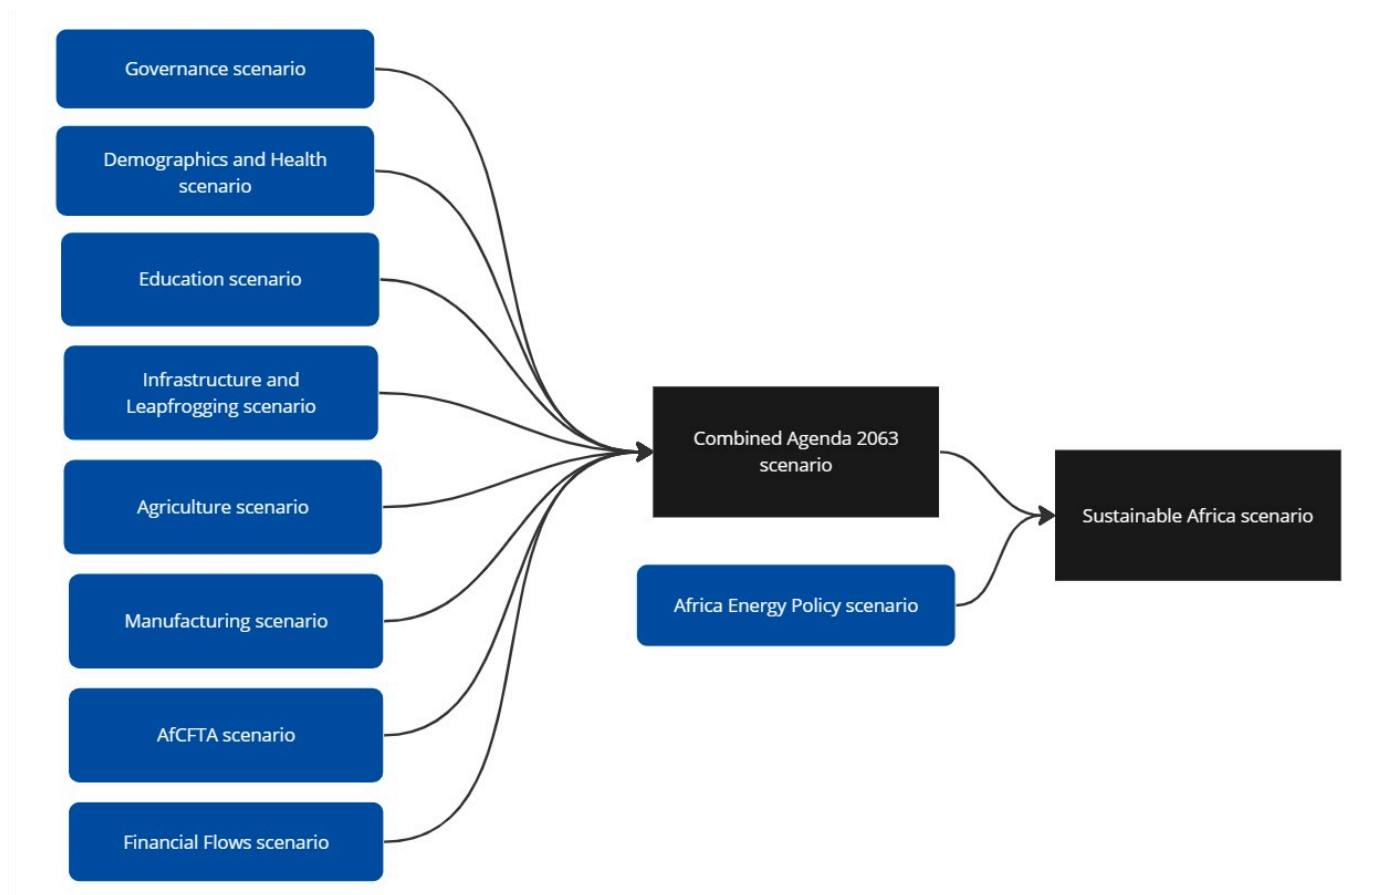 Governance scenario
Demographics and Health
scenario
Education scenario
Infrastructure and
Leapfrogging scenario
Agriculture scenario
Manufacturing scenario
AfCFTA scenario
Financial Flows scenario
Combined Agenda 2063
scenario
Africa Energy Policy scenario
Sustainable Africa scenario